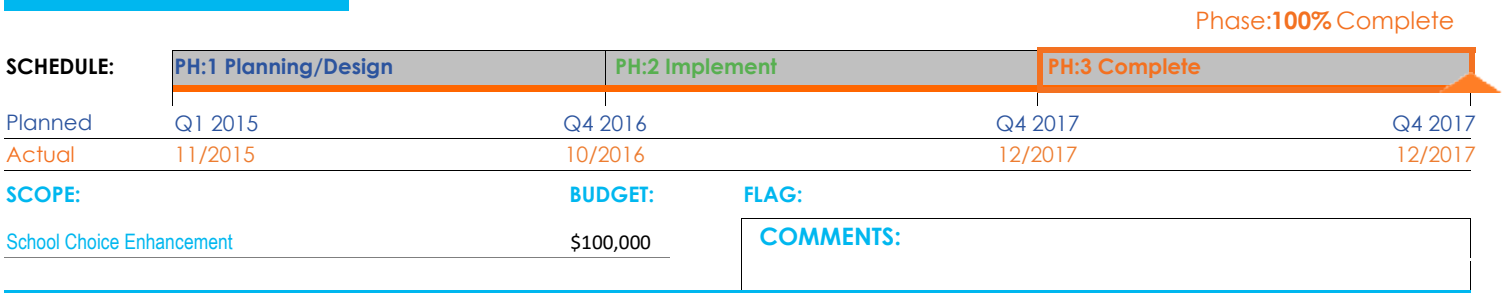 Phase:100% Complete
SCHEDULE: PH:1 Planning/Design PH:2 Implement PH:3 Complete
Planned Q1 2015 Q4 2016 Q4 2017 Q4 2017
Actual 11/2015 10/2016 12/2017 12/2017
SCOPE: BUDGET: FLAG:
School Choice Enhancement $100,000 COMMENTS: